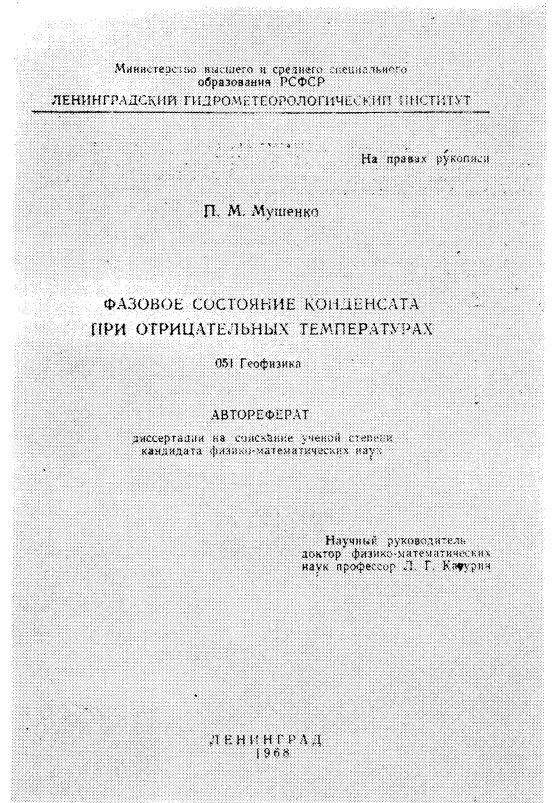 Министерство высшего и среднего специального
образования РСФСР
ЛЕНИНГРАДСКИЙ ГИДРОМЕТЕОРОЛОГИЧЕСКИЙ ИНСТИТУТ
На правах рукописи
П. М. Мушенко
ФАЗОВОЕ СОСТОЯНИЕ КОНДЕНСАТА
ПРИ ОТРИЦАТЕЛЬНЫХ ТЕМПЕРАТУРАХ
051 Геофизика
АВТОРЕФЕРАТ
диссертации на соискание ученой степени
кандидата физико-математических наук
Научный руководитель
доктор физико-математических
наук профессор Л. Г. Качурин
ЛЕНИНГРАД
1968